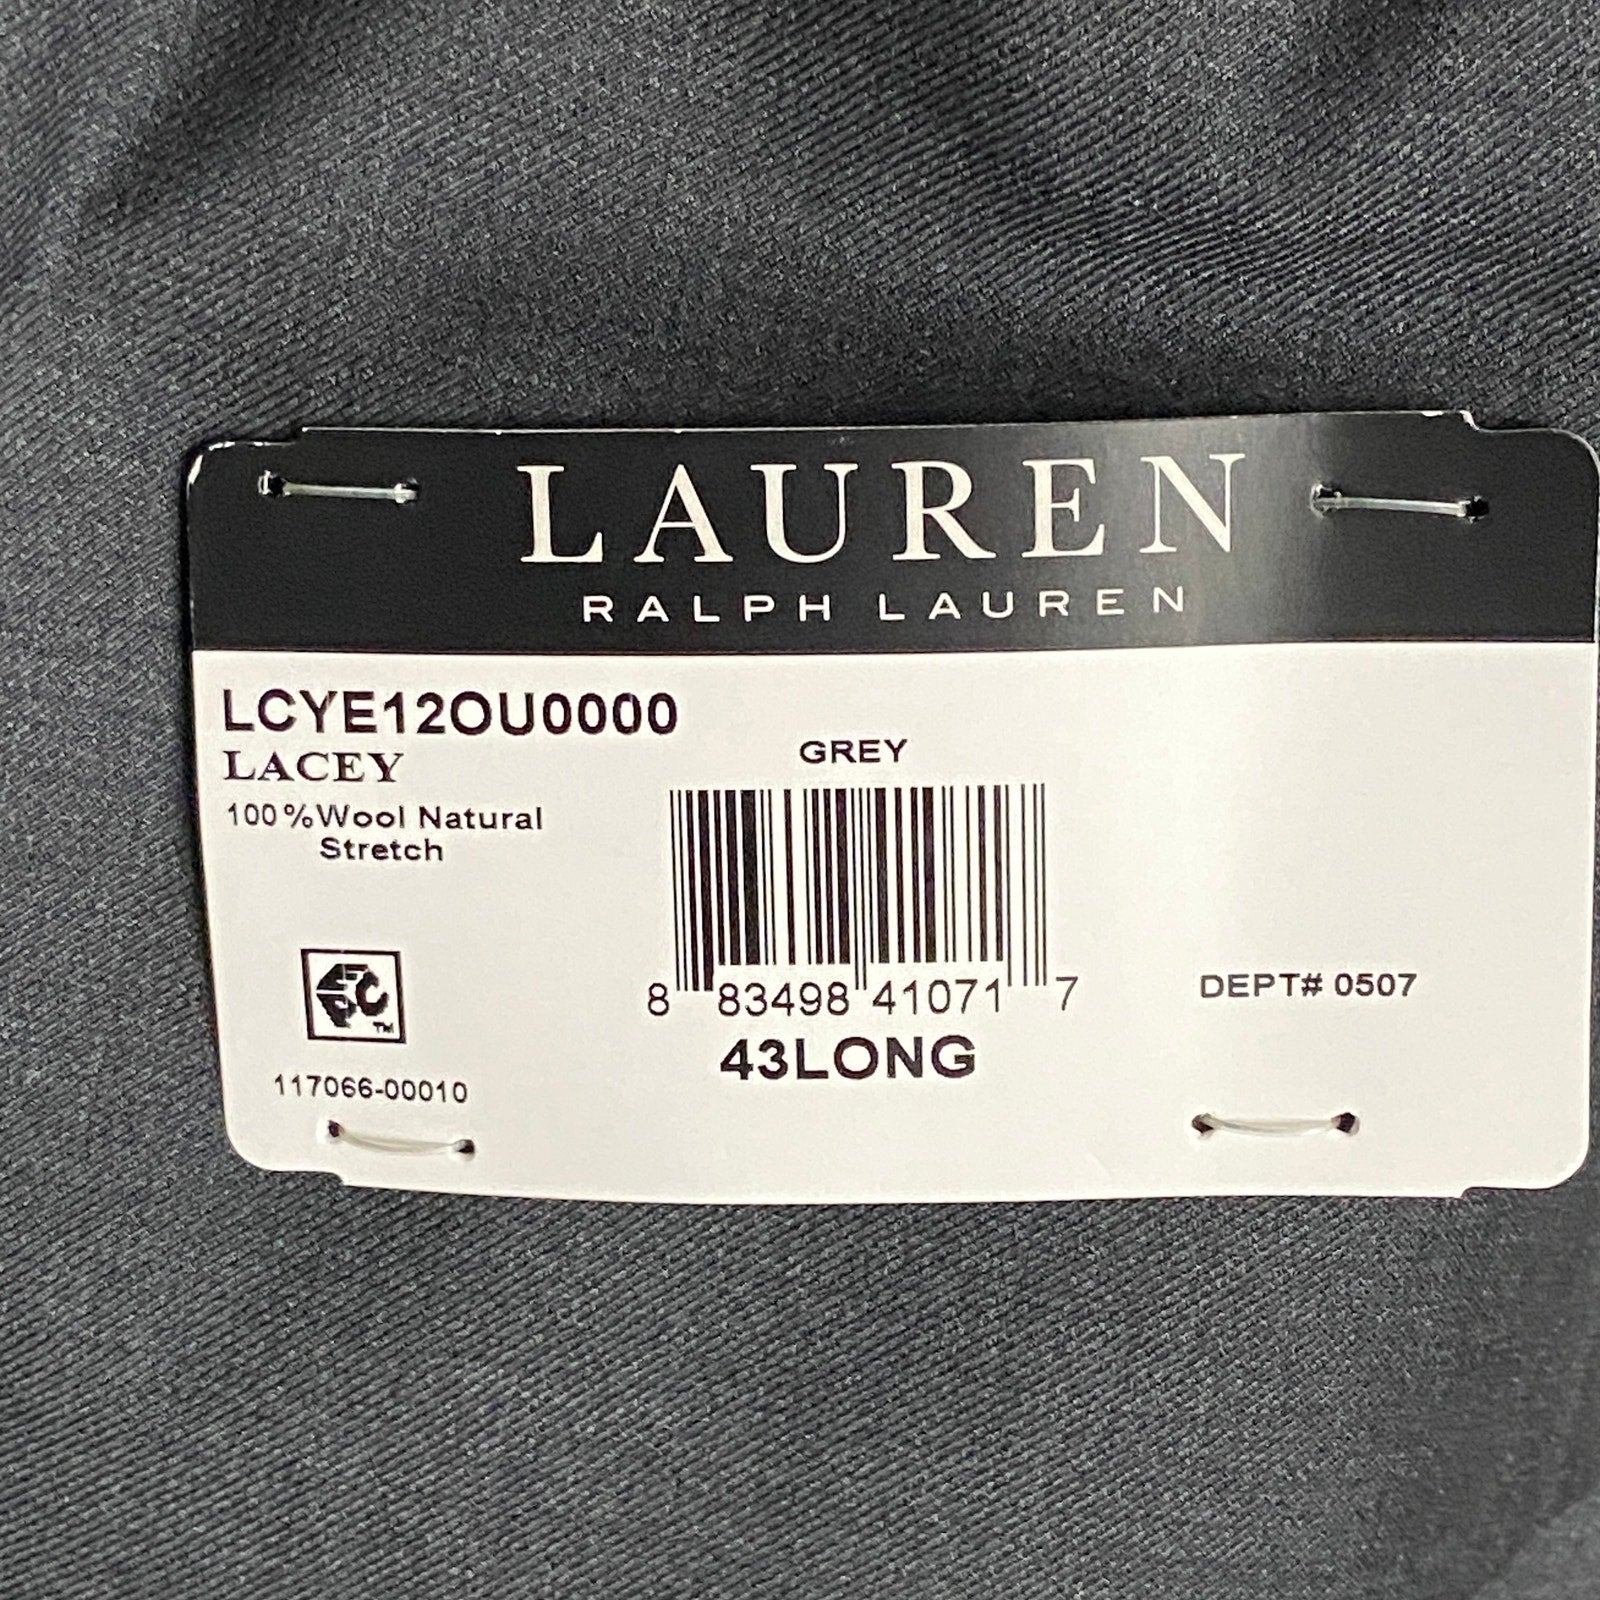 LAUREN
RALPH LAUREN
LCYE12OU0000
LACEY
GREY
100%Wool Natural
Stretch
8 83498 41071 7
DEPT# 0507
43LONG
TM
117066-00010